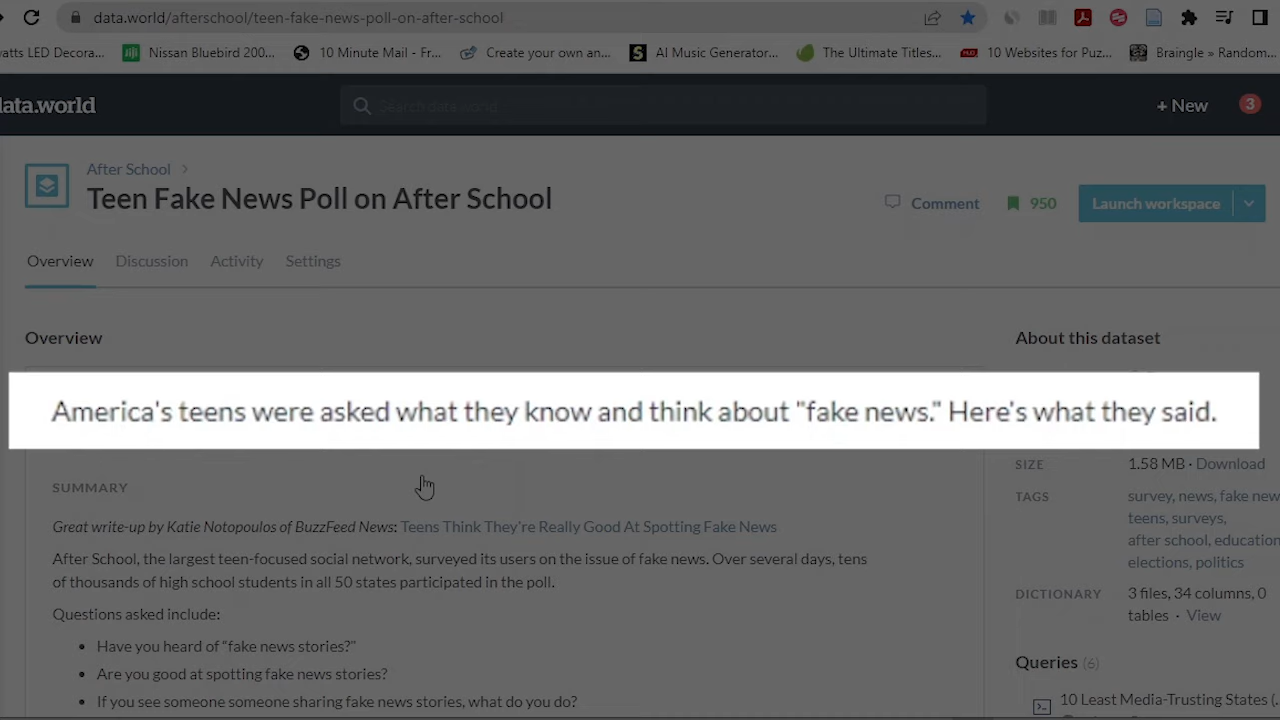 data.world/afterschool/teen-fake-news-poll-on-after-school
watts LED Decora... Nissan Bluebird 200... 10 Minute Mail - Fr... Create your own an... AI Music Generator... The Ultimate Titles... 10 Websites for Puz... Braingle » Random...
data.world Search data.world + New 3
After School
Teen Fake News Poll on After School
Comment 950 Launch workspace
Overview Discussion Activity Settings
Overview
About this dataset
America's teens were asked what they know and think about "fake news." Here's what they said.
SIZE 1.58 MB · Download
SUMMARY
TAGS survey, news, fake new
teens, surveys,
after school, education
elections, politics
Great write-up by Katie Notopoulos of BuzzFeed News: Teens Think They're Really Good At Spotting Fake News
After School, the largest teen-focused social network, surveyed its users on the issue of fake news. Over several days, tens
of thousands of high school students in all 50 states participated in the poll.
DICTIONARY 3 files, 34 columns, 0
tables · View
Questions asked include:
• Have you heard of "fake news stories?"
• Are you good at spotting fake news stories?
• If you see someone someone sharing fake news stories, what do you do?
Queries (6)
10 Least Media-Trusting States (